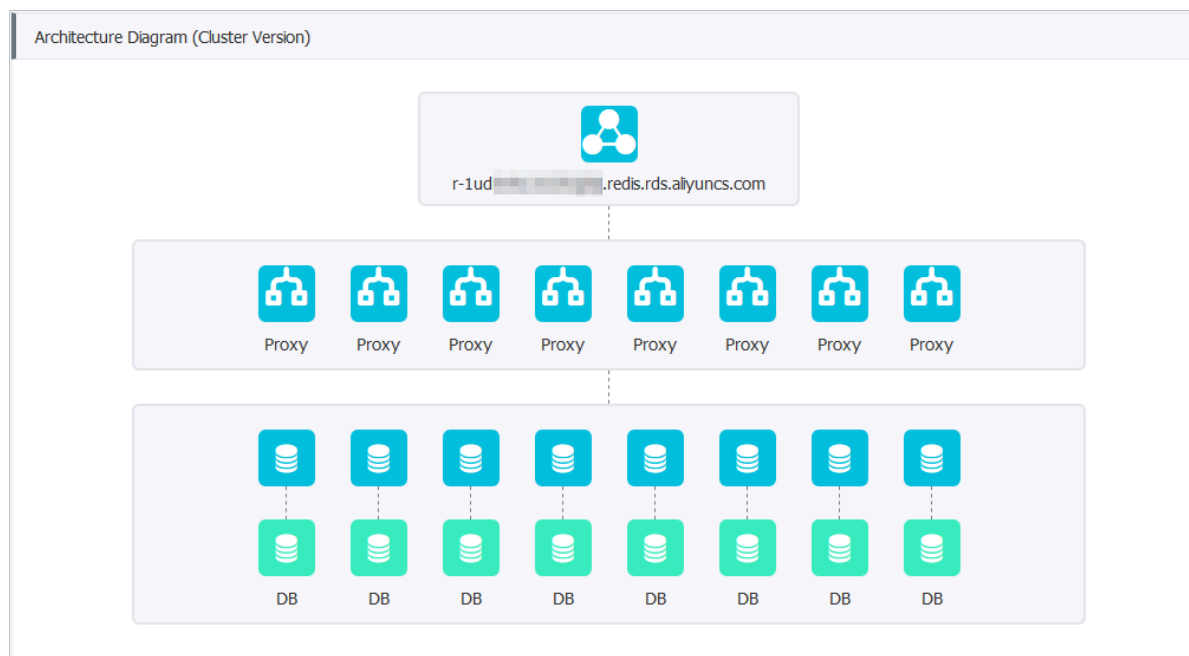 Architecture Diagram (Cluster Version)
r-1ud .redis.rds.aliyuncs.com
Proxy Proxy Proxy Proxy Proxy Proxy Proxy Proxy
DB DB DB DB DB DB DB DB